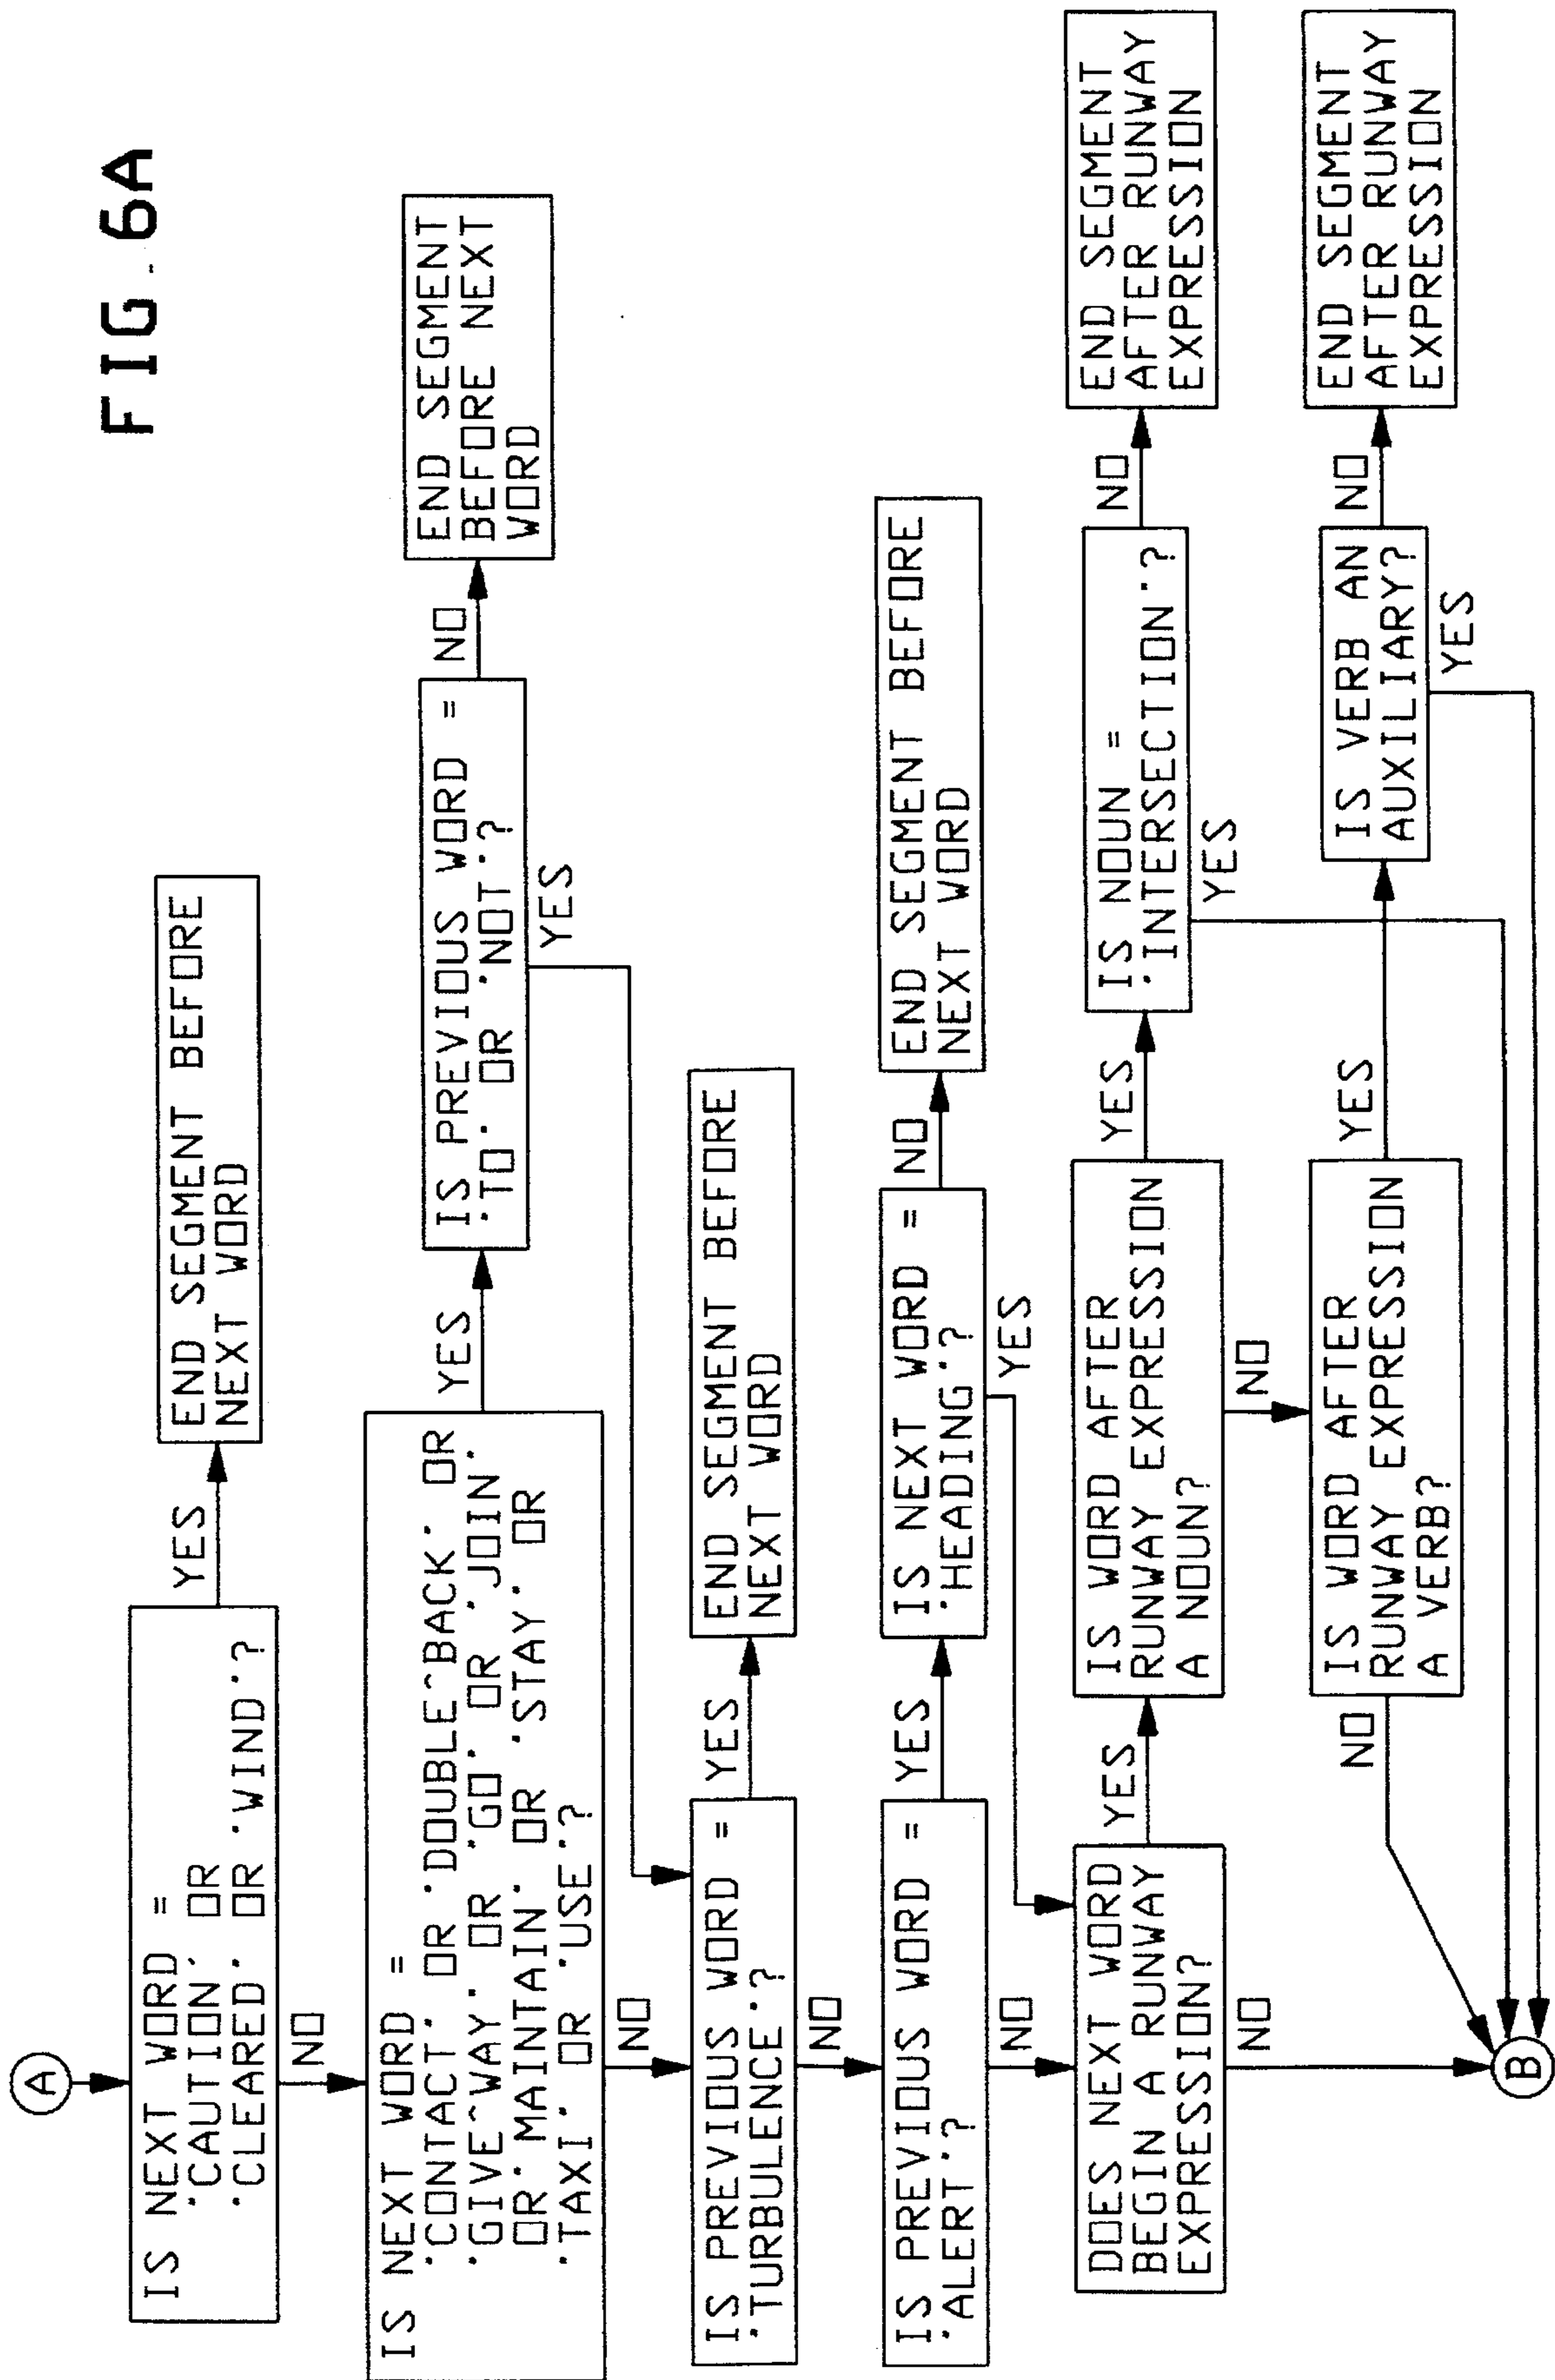 FIG. 6A
A
IS NEXT WORD =
'CAUTION' OR
'CLEARED' OR 'WIND'?
YES
END SEGMENT BEFORE
NEXT WORD
NO
IS NEXT WORD =
'CONTACT' OR 'DOUBLE^BACK' OR
'GIVE^WAY' OR 'GO' OR 'JOIN'
OR 'MAINTAIN' OR 'STAY' OR
'TAXI' OR 'USE'?
YES
IS PREVIOUS WORD =
'TO' OR 'NOT'?
NO
END SEGMENT
BEFORE NEXT
WORD
YES
NO
IS PREVIOUS WORD =
'TURBULENCE'?
YES
END SEGMENT BEFORE
NEXT WORD
NO
IS PREVIOUS WORD =
'ALERT'?
YES
IS NEXT WORD =
'HEADING'?
NO
END SEGMENT BEFORE
NEXT WORD
YES
NO
DOES NEXT WORD
BEGIN A RUNWAY
EXPRESSION?
YES
IS WORD AFTER
RUNWAY EXPRESSION
A NOUN?
YES
IS NOUN =
'INTERSECTION'?
NO
END SEGMENT
AFTER RUNWAY
EXPRESSION
YES
NO
NO
IS WORD AFTER
RUNWAY EXPRESSION
A VERB?
YES
IS VERB AN
AUXILIARY?
NO
END SEGMENT
AFTER RUNWAY
EXPRESSION
YES
NO
B